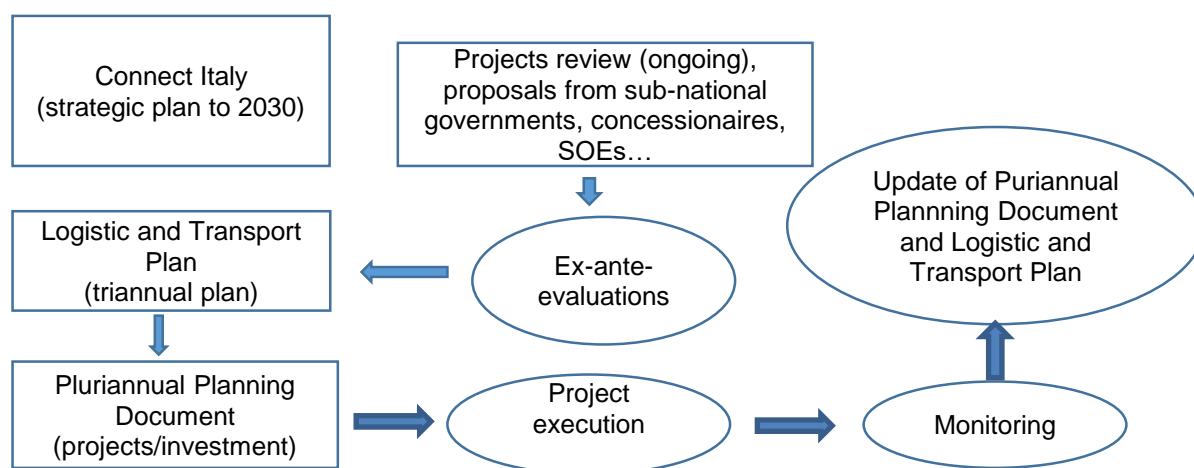 Connect Italy
(strategic plan to 2030)
Projects review (ongoing),
proposals from sub-national
governments, concessionaires,
SOEs…
Update of Puriannual
Plannning Document
and Logistic and
Transport Plan
Logistic and Transport
Plan
(triannual plan)
Ex-ante-
evaluations
Pluriannual Planning
Document
(projects/investment)
Project
execution
Monitoring